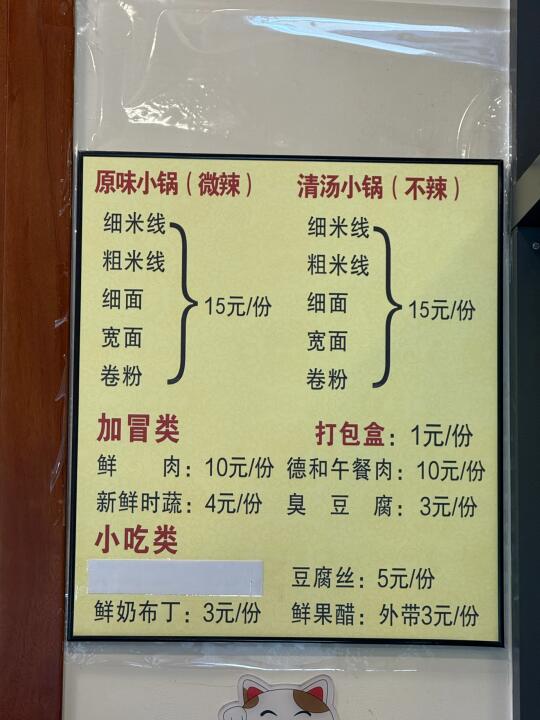 原味小锅（微辣） 清汤小锅（不辣）
细米线 细米线
粗米线 粗米线
细面 细面
15元/份 15元/份
宽面 宽面
卷粉 卷粉
加冒类 打包盒：1元/份
鲜 肉：10元/份 德和午餐肉：10元/份
新鲜时蔬：4元/份 臭 豆 腐：3元/份
小吃类
豆腐丝：5元/份
鲜奶布丁：3元/份 鲜果醋：外带3元/份